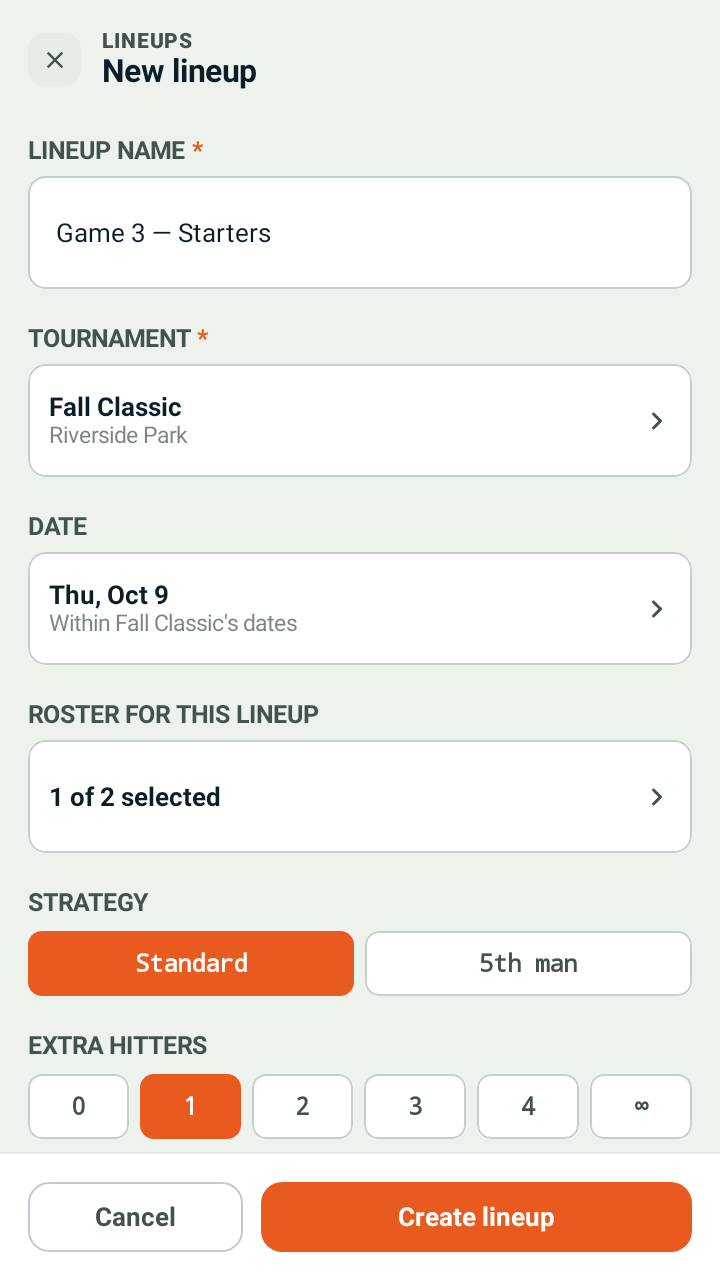 LINEUPS
New lineup
LINEUP NAME *
Game 3 — Starters
TOURNAMENT *
Fall Classic
Riverside Park
DATE
Thu, Oct 9
Within Fall Classic's dates
ROSTER FOR THIS LINEUP
1 of 2 selected
STRATEGY
Standard 5th man
EXTRA HITTERS
0 1 2 3 4 ∞
Cancel Create lineup